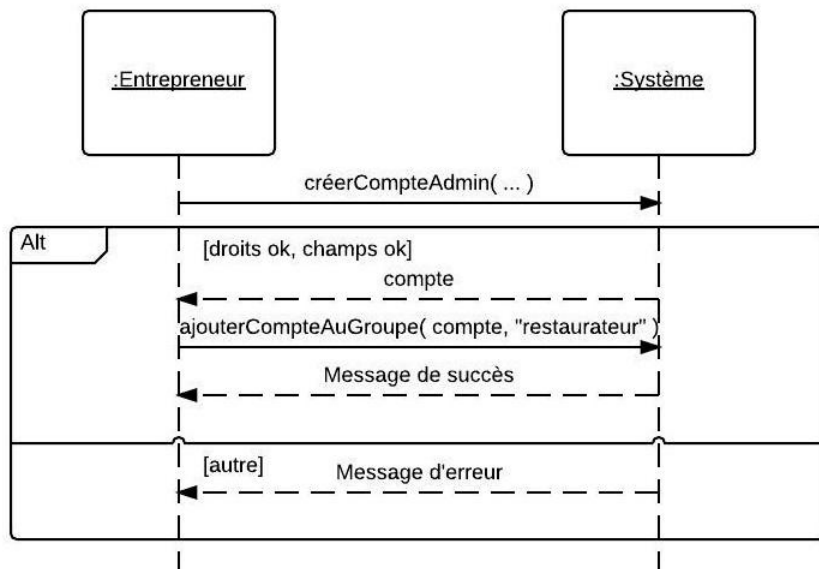 :Entrepreneur
:Système
créerCompteAdmin( ... )
Alt
[droits ok, champs ok]
compte
ajouterCompteAuGroupe( compte, "restaurateur" )
Message de succès
[autre]
Message d'erreur